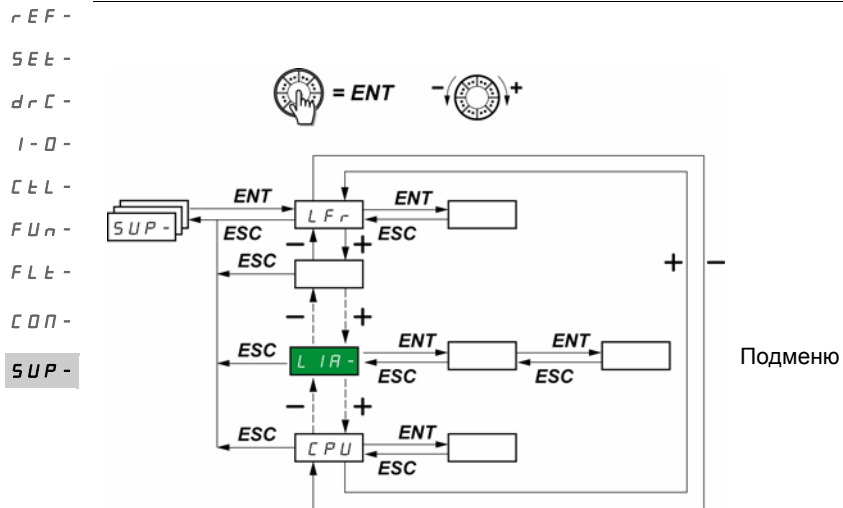 rEF-
SEt-
drC-
I-O-
CtL-
FUn-
FLt-
COM-
SUP-
= ENT
- +
SUP-
ENT
ESC
LFr
ENT
ESC
- +
ESC
+ -
- +
ESC
LIA-
ENT
ESC
ENT
ESC
Подменю
- +
ESC
CPU
ENT
ESC